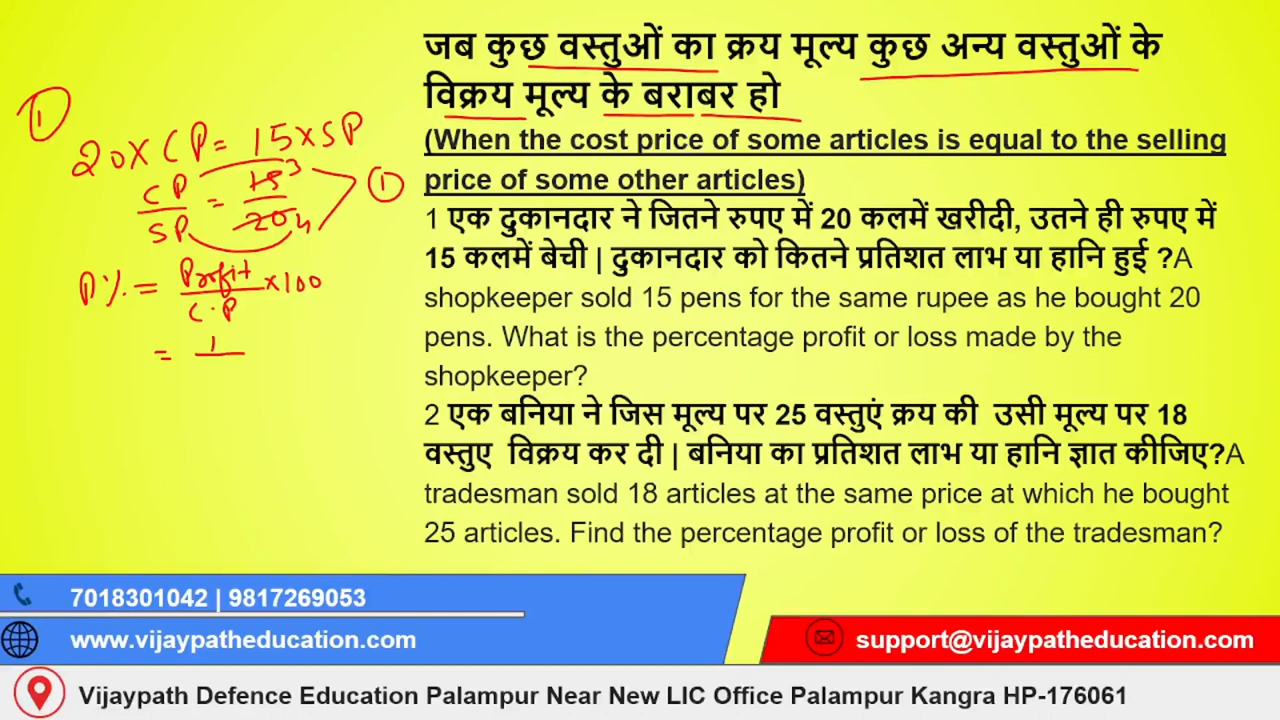 जब कुछ वस्तुओं का क्रय मूल्य कुछ अन्य वस्तुओं के
विक्रय मूल्य के बराबर हो
(When the cost price of some articles is equal to the selling
price of some other articles)
1 एक दुकानदार ने जितने रुपए में 20 कलमें खरीदी, उतने ही रुपए में
15 कलमें बेची | दुकानदार को कितने प्रतिशत लाभ या हानि हुई ?A
shopkeeper sold 15 pens for the same rupee as he bought 20
pens. What is the percentage profit or loss made by the
shopkeeper?
2 एक बनिया ने जिस मूल्य पर 25 वस्तुएं क्रय की उसी मूल्य पर 18
वस्तुए विक्रय कर दी | बनिया का प्रतिशत लाभ या हानि ज्ञात कीजिए?A
tradesman sold 18 articles at the same price at which he bought
25 articles. Find the percentage profit or loss of the tradesman?
①
20 X CP = 15 X SP
CP/SP = 15 3/20 4 ①
P% = Profit/C.P X 100
= 1
7018301042 | 9817269053
www.vijaypatheducation.com
support@vijaypatheducation.com
Vijaypath Defence Education Palampur Near New LIC Office Palampur Kangra HP-176061